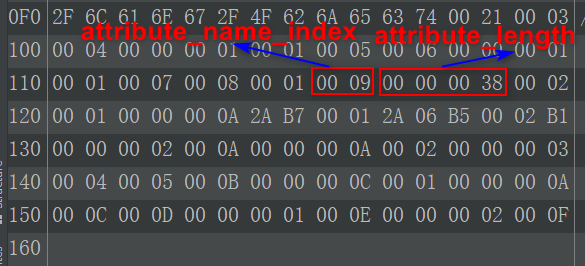 0F0 2F 6C 61 6E 67 2F 4F 62 6A 65 63 74 00 21 00 03 /
attribute_name_index attribute_length
100 00 04 00 00 00 01 00 01 00 05 00 06 00 00 00 01
110 00 01 00 07 00 08 00 01 00 09 00 00 00 38 00 02
120 00 01 00 00 00 0A 2A B7 00 01 2A 06 B5 00 02 B1
130 00 00 00 02 00 0A 00 00 00 0A 00 02 00 00 00 03
140 00 04 00 05 00 0B 00 00 00 0C 00 01 00 00 00 0A
150 00 0C 00 0D 00 00 00 01 00 0E 00 00 00 02 00 0F
160